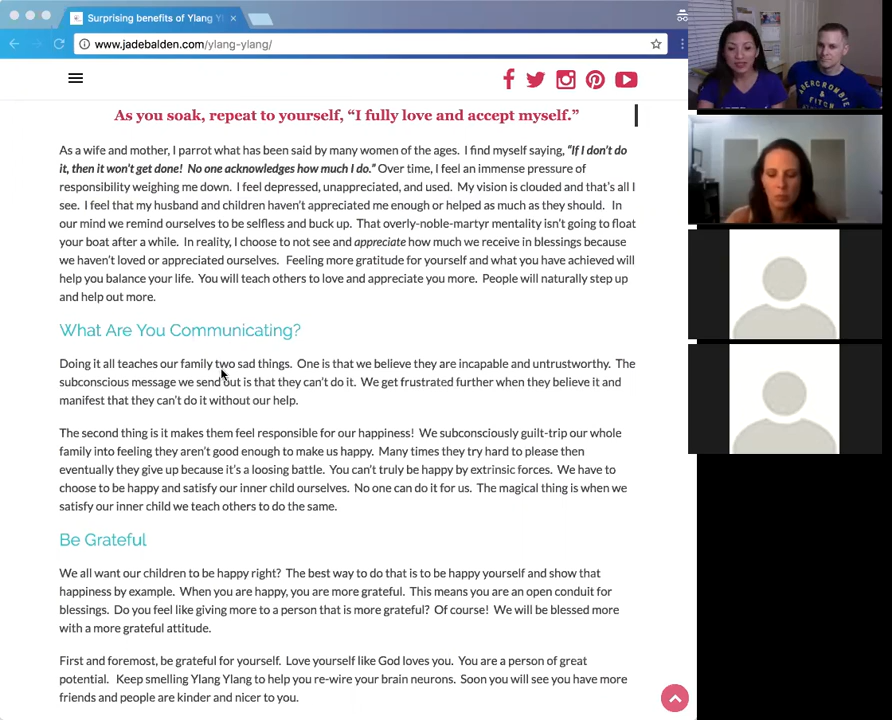 Surprising benefits of Ylang Y
www.jadebalden.com/ylang-ylang/
As you soak, repeat to yourself, “I fully love and accept myself.”
As a wife and mother, I parrot what has been said by many women of the ages.  I find myself saying, “If I don't do
it, then it won't get done!  No one acknowledges how much I do.” Over time, I feel an immense pressure of
responsibility weighing me down.  I feel depressed, unappreciated, and used.  My vision is clouded and that’s all I
see.  I feel that my husband and children haven’t appreciated me enough or helped as much as they should.   In
our mind we remind ourselves to be selfless and buck up.  That overly-noble-martyr mentality isn’t going to float
your boat after a while.  In reality, I choose to not see and appreciate how much we receive in blessings because
we haven’t loved or appreciated ourselves.   Feeling more gratitude for yourself and what you have achieved will
help you balance your life.  You will teach others to love and appreciate you more.  People will naturally step up
and help out more.
What Are You Communicating?
Doing it all teaches our family two sad things.  One is that we believe they are incapable and untrustworthy.  The
subconscious message we send out is that they can’t do it.  We get frustrated further when they believe it and
manifest that they can’t do it without our help.
The second thing is it makes them feel responsible for our happiness!  We subconsciously guilt-trip our whole
family into feeling they aren’t good enough to make us happy.  Many times they try hard to please then
eventually they give up because it’s a loosing battle.  You can’t truly be happy by extrinsic forces.  We have to
choose to be happy and satisfy our inner child ourselves.  No one can do it for us.  The magical thing is when we
satisfy our inner child we teach others to do the same.
Be Grateful
We all want our children to be happy right?  The best way to do that is to be happy yourself and show that
happiness by example.  When you are happy, you are more grateful.  This means you are an open conduit for
blessings.  Do you feel like giving more to a person that is more grateful?  Of course!  We will be blessed more
with a more grateful attitude.
First and foremost, be grateful for yourself.  Love yourself like God loves you.  You are a person of great
potential.   Keep smelling Ylang Ylang to help you re-wire your brain neurons.  Soon you will see you have more
friends and people are kinder and nicer to you.
ABERCROMBIE
& FITCH